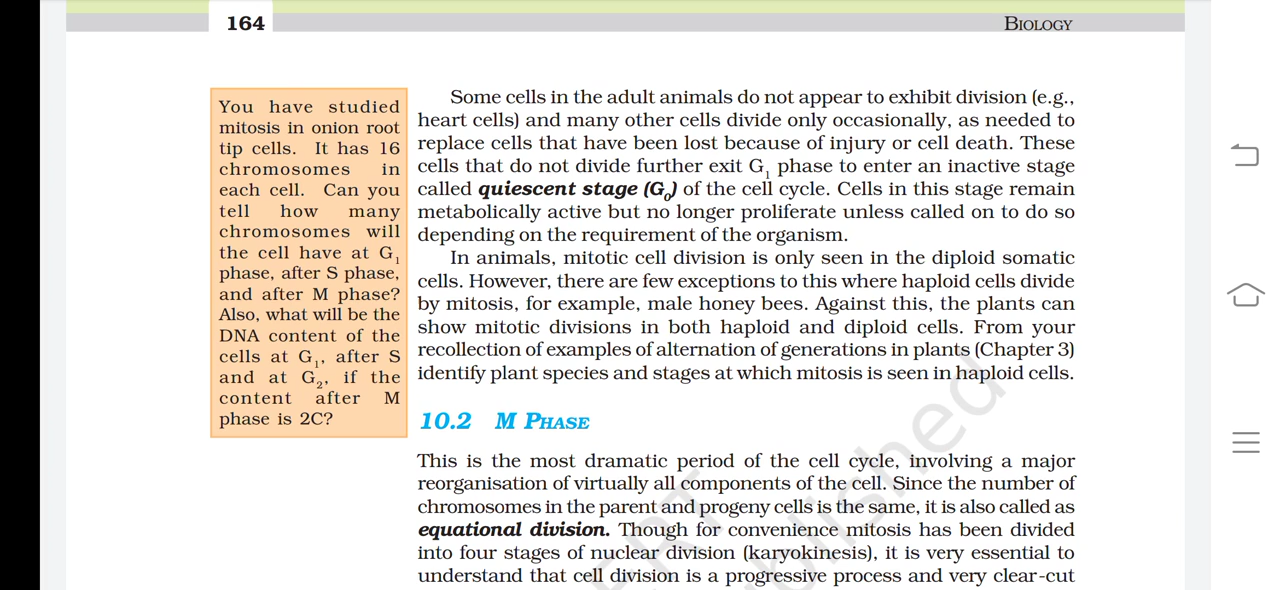 164
BIOLOGY
You have studied
mitosis in onion root
tip cells. It has 16
chromosomes in
each cell. Can you
tell how many
chromosomes will
the cell have at G1
phase, after S phase,
and after M phase?
Also, what will be the
DNA content of the
cells at G1, after S
and at G2, if the
content after M
phase is 2C?
Some cells in the adult animals do not appear to exhibit division (e.g.,
heart cells) and many other cells divide only occasionally, as needed to
replace cells that have been lost because of injury or cell death. These
cells that do not divide further exit G1 phase to enter an inactive stage
called quiescent stage (G0) of the cell cycle. Cells in this stage remain
metabolically active but no longer proliferate unless called on to do so
depending on the requirement of the organism.
In animals, mitotic cell division is only seen in the diploid somatic
cells. However, there are few exceptions to this where haploid cells divide
by mitosis, for example, male honey bees. Against this, the plants can
show mitotic divisions in both haploid and diploid cells. From your
recollection of examples of alternation of generations in plants (Chapter 3)
identify plant species and stages at which mitosis is seen in haploid cells.
10.2 M PHASE
This is the most dramatic period of the cell cycle, involving a major
reorganisation of virtually all components of the cell. Since the number of
chromosomes in the parent and progeny cells is the same, it is also called as
equational division. Though for convenience mitosis has been divided
into four stages of nuclear division (karyokinesis), it is very essential to
understand that cell division is a progressive process and very clear-cut